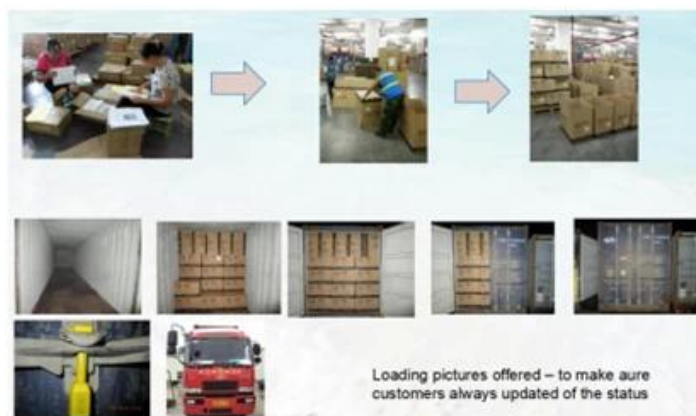 Loading pictures offered – to make aure
customers always updated of the status